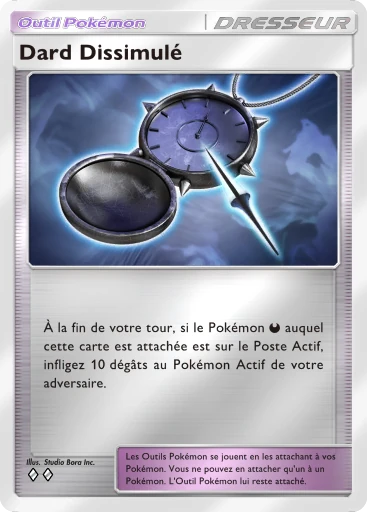 Outil Pokémon
DRESSEUR
Dard Dissimulé
À la fin de votre tour, si le Pokémon auquel
cette carte est attachée est sur le Poste Actif,
infligez 10 dégâts au Pokémon Actif de votre
adversaire.
Illus. Studio Bora Inc.
Les Outils Pokémon se jouent en les attachant à vos
Pokémon. Vous ne pouvez en attacher qu'un à un
Pokémon. L'Outil Pokémon lui reste attaché.